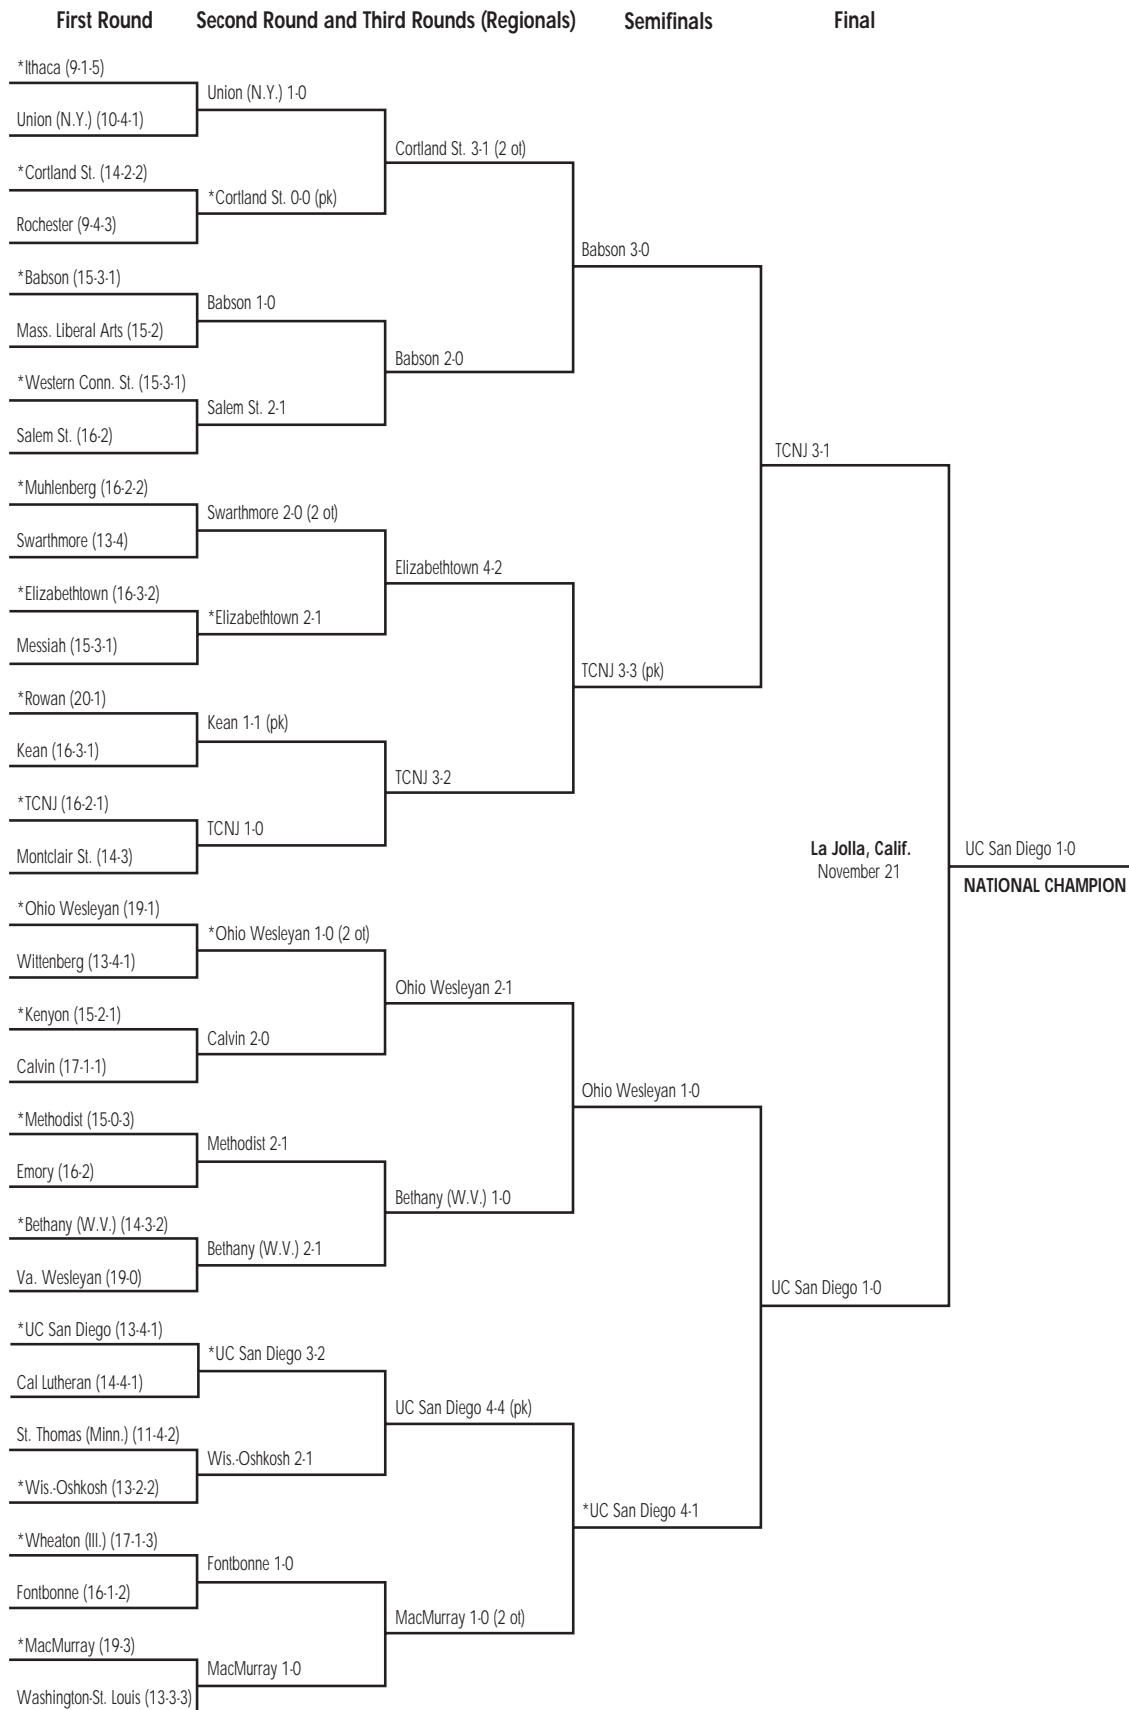 First Round
Second Round and Third Rounds (Regionals)
Semifinals
Final
*Ithaca (9-1-5)
Union (N.Y.) (10-4-1)
*Cortland St. (14-2-2)
Rochester (9-4-3)
*Babson (15-3-1)
Mass. Liberal Arts (15-2)
*Western Conn. St. (15-3-1)
Salem St. (16-2)
*Muhlenberg (16-2-2)
Swarthmore (13-4)
*Elizabethtown (16-3-2)
Messiah (15-3-1)
*Rowan (20-1)
Kean (16-3-1)
*TCNJ (16-2-1)
Montclair St. (14-3)
*Ohio Wesleyan (19-1)
Wittenberg (13-4-1)
*Kenyon (15-2-1)
Calvin (17-1-1)
*Methodist (15-0-3)
Emory (16-2)
*Bethany (W.V.) (14-3-2)
Va. Wesleyan (19-0)
*UC San Diego (13-4-1)
Cal Lutheran (14-4-1)
St. Thomas (Minn.) (11-4-2)
*Wis.-Oshkosh (13-2-2)
*Wheaton (Ill.) (17-1-3)
Fontbonne (16-1-2)
*MacMurray (19-3)
Washington-St. Louis (13-3-3)
Union (N.Y.) 1-0
*Cortland St. 0-0 (pk)
Babson 1-0
Salem St. 2-1
Swarthmore 2-0 (2 ot)
*Elizabethtown 2-1
Kean 1-1 (pk)
TCNJ 1-0
*Ohio Wesleyan 1-0 (2 ot)
Calvin 2-0
Methodist 2-1
Bethany (W.V.) 2-1
*UC San Diego 3-2
Wis.-Oshkosh 2-1
Fontbonne 1-0
MacMurray 1-0
Cortland St. 3-1 (2 ot)
Babson 2-0
Elizabethtown 4-2
TCNJ 3-2
Ohio Wesleyan 2-1
Bethany (W.V.) 1-0
UC San Diego 4-4 (pk)
MacMurray 1-0 (2 ot)
Babson 3-0
TCNJ 3-3 (pk)
Ohio Wesleyan 1-0
*UC San Diego 4-1
TCNJ 3-1
UC San Diego 1-0
La Jolla, Calif.
November 21
UC San Diego 1-0
NATIONAL CHAMPION